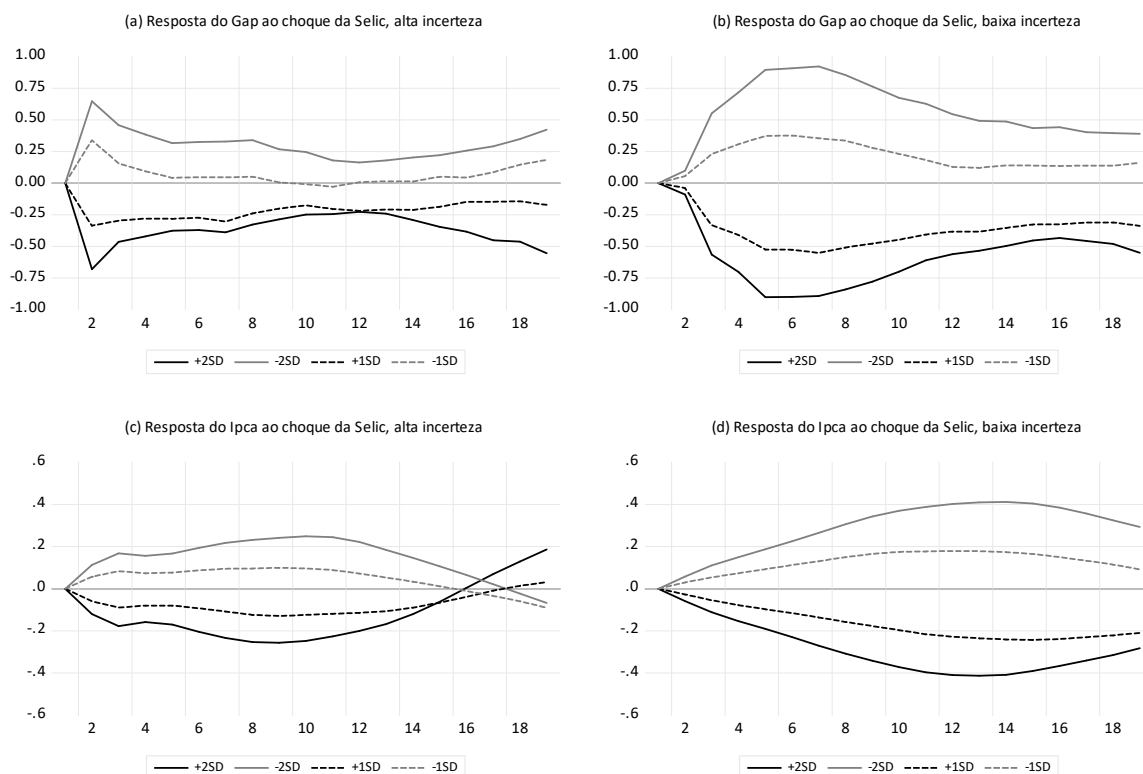 (a) Resposta do Gap ao choque da Selic, alta incerteza
1.00
0.75
0.50
0.25
0.00
-0.25
-0.50
-0.75
-1.00
2 4 6 8 10 12 14 16 18
+2SD -2SD +1SD -1SD
(b) Resposta do Gap ao choque da Selic, baixa incerteza
1.00
0.75
0.50
0.25
0.00
-0.25
-0.50
-0.75
-1.00
2 4 6 8 10 12 14 16 18
+2SD -2SD +1SD -1SD
(c) Resposta do Ipca ao choque da Selic, alta incerteza
.6
.4
.2
.0
-.2
-.4
-.6
2 4 6 8 10 12 14 16 18
+2SD -2SD +1SD -1SD
(d) Resposta do Ipca ao choque da Selic, baixa incerteza
.6
.4
.2
.0
-.2
-.4
-.6
2 4 6 8 10 12 14 16 18
+2SD -2SD +1SD -1SD